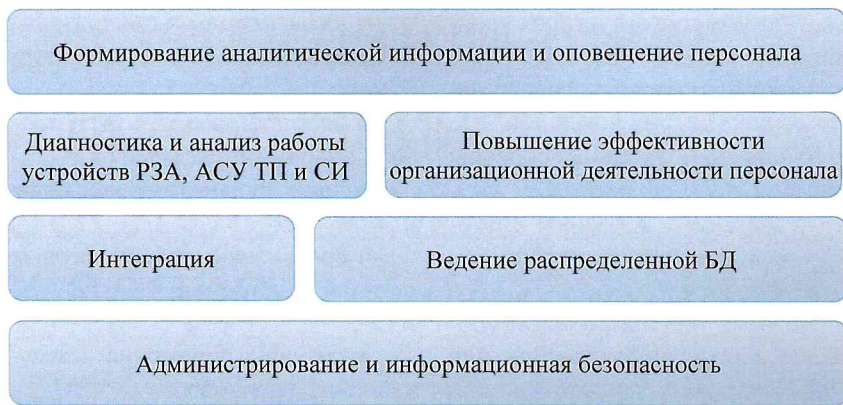 Формирование аналитической информации и оповещение персонала
Диагностика и анализ работы
устройств РЗА, АСУ ТП и СИ
Повышение эффективности
организационной деятельности персонала
Интеграция
Ведение распределенной БД
Администрирование и информационная безопасность